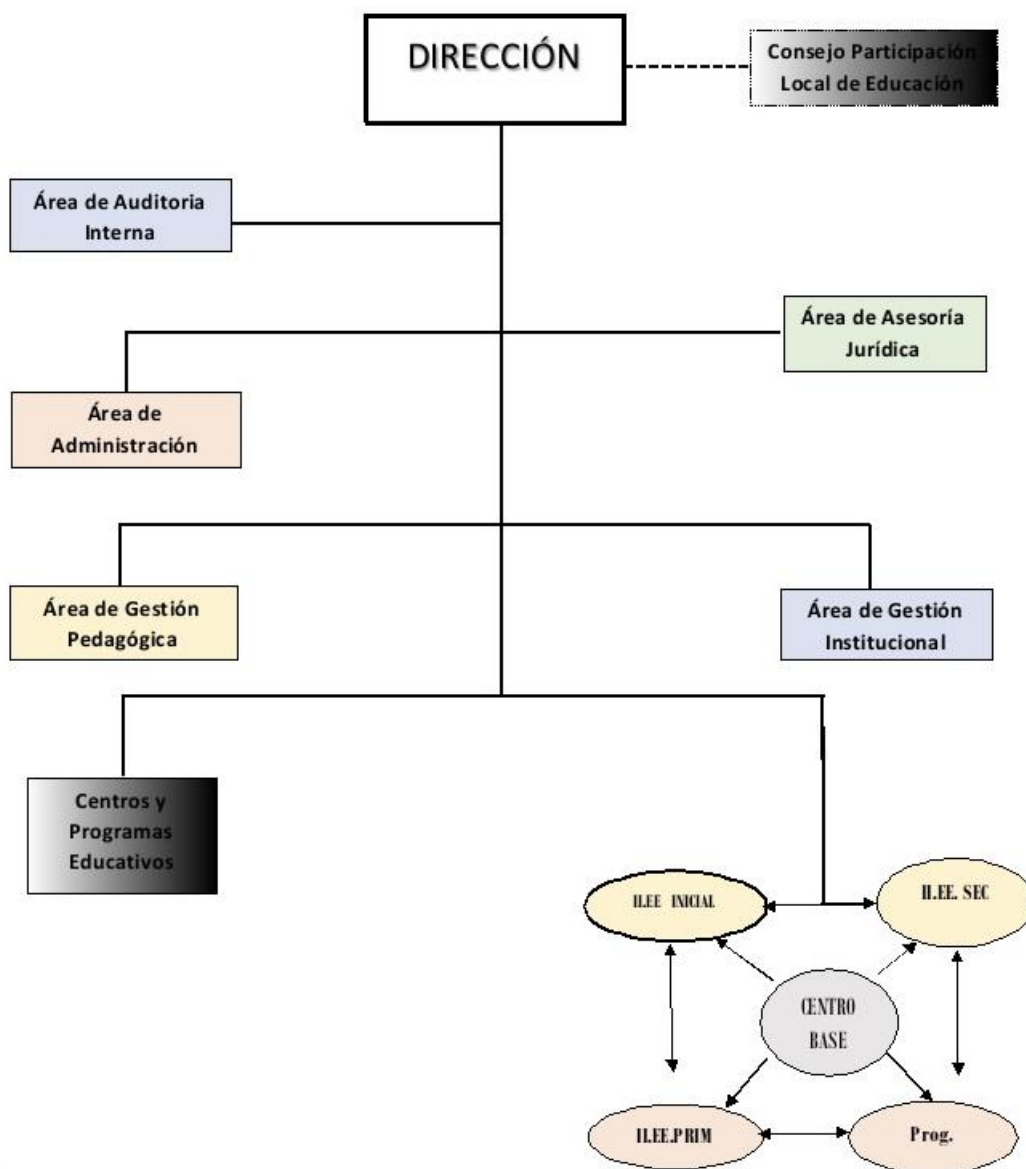 DIRECCIÓN
Consejo Participación
Local de Educación
Área de Auditoria
Interna
Área de Asesoría
Jurídica
Área de
Administración
Área de Gestión
Pedagógica
Área de Gestión
Institucional
Centros y
Programas
Educativos
II.EE INICIAL
II.EE. SEC
CENTRO
BASE
II.EE.PRIM
Prog.